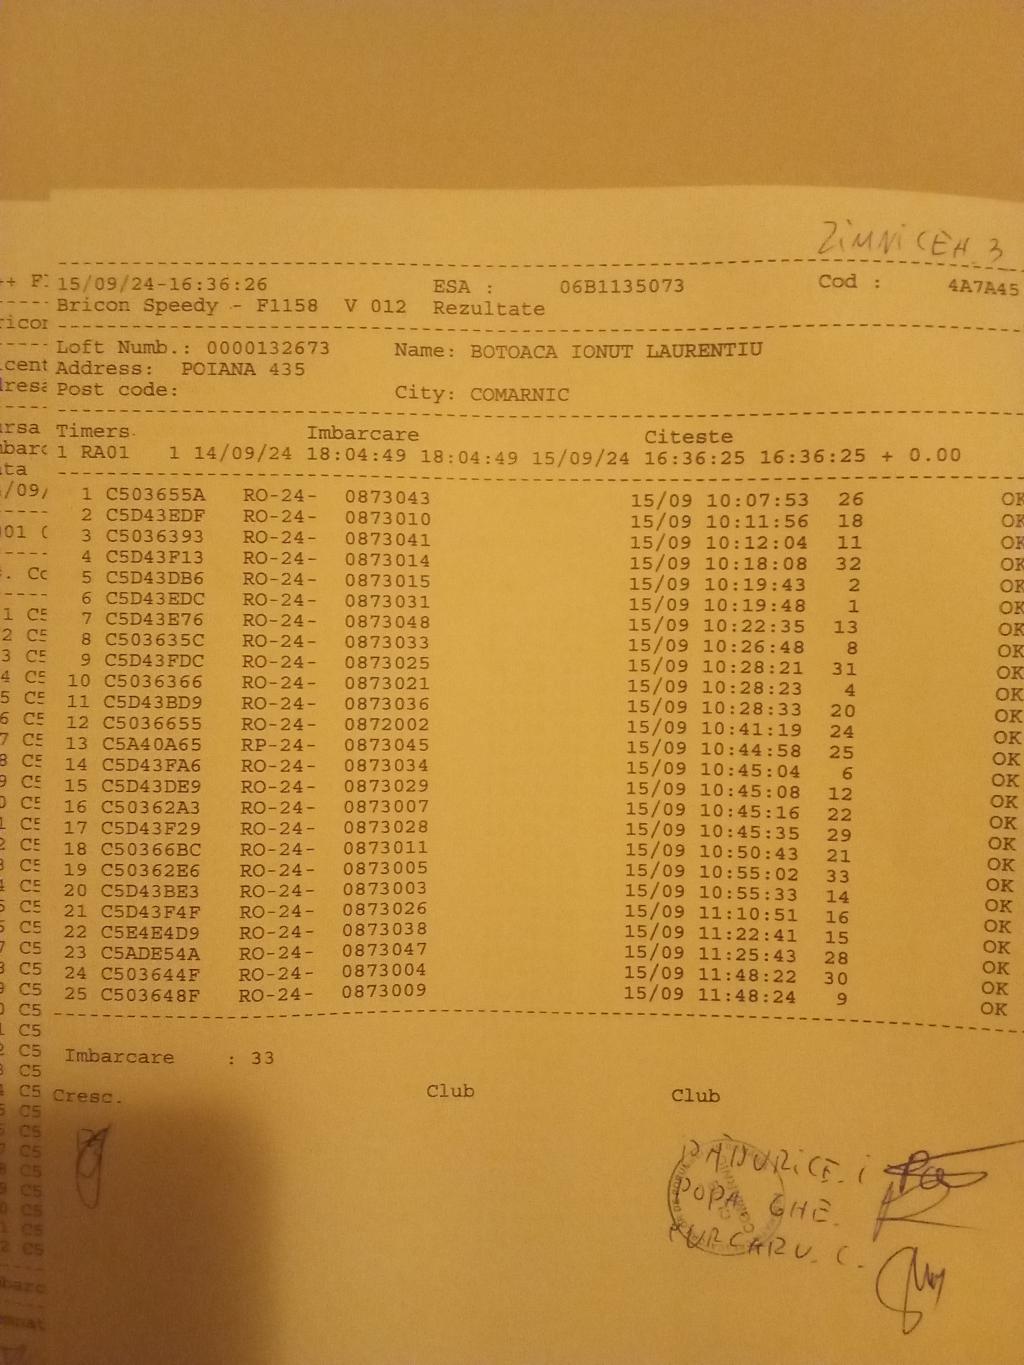 ZIMNICEA 3
15/09/24-16:36:26 ESA : 06B1135073 Cod : 4A7A45
Bricon Speedy - F1158 V 012 Rezultate
Loft Numb.: 0000132673 Name: BOTOACA IONUT LAURENTIU
Address: POIANA 435
Post code: City: COMARNIC
Timers Imbarcare Citeste
1 RA01 1 14/09/24 18:04:49 18:04:49 15/09/24 16:36:25 16:36:25 + 0.00
1 C503655A RO-24- 0873043 15/09 10:07:53 26 OK
2 C5D43EDF RO-24- 0873010 15/09 10:11:56 18 OK
3 C5036393 RO-24- 0873041 15/09 10:12:04 11 OK
4 C5D43F13 RO-24- 0873014 15/09 10:18:08 32 OK
5 C5D43DB6 RO-24- 0873015 15/09 10:19:43 2 OK
6 C5D43EDC RO-24- 0873031 15/09 10:19:48 1 OK
7 C5D43E76 RO-24- 0873048 15/09 10:22:35 13 OK
8 C503635C RO-24- 0873033 15/09 10:26:48 8 OK
9 C5D43FDC RO-24- 0873025 15/09 10:28:21 31 OK
10 C5036366 RO-24- 0873021 15/09 10:28:23 4 OK
11 C5D43BD9 RO-24- 0873036 15/09 10:28:33 20 OK
12 C5036655 RO-24- 0872002 15/09 10:41:19 24 OK
13 C5A40A65 RP-24- 0873045 15/09 10:44:58 25 OK
14 C5D43FA6 RO-24- 0873034 15/09 10:45:04 6 OK
15 C5D43DE9 RO-24- 0873029 15/09 10:45:08 12 OK
16 C50362A3 RO-24- 0873007 15/09 10:45:16 22 OK
17 C5D43F29 RO-24- 0873028 15/09 10:45:35 29 OK
18 C50366BC RO-24- 0873011 15/09 10:50:43 21 OK
19 C50362E6 RO-24- 0873005 15/09 10:55:02 33 OK
20 C5D43BE3 RO-24- 0873003 15/09 10:55:33 14 OK
21 C5D43F4F RO-24- 0873026 15/09 11:10:51 16 OK
22 C5E4E4D9 RO-24- 0873038 15/09 11:22:41 15 OK
23 C5ADE54A RO-24- 0873047 15/09 11:25:43 28 OK
24 C503644F RO-24- 0873004 15/09 11:48:22 30 OK
25 C503648F RO-24- 0873009 15/09 11:48:24 9 OK
Imbarcare : 33
Cresc. Club Club
PADURICE. I
POPA GHE.
PURCARU. C.